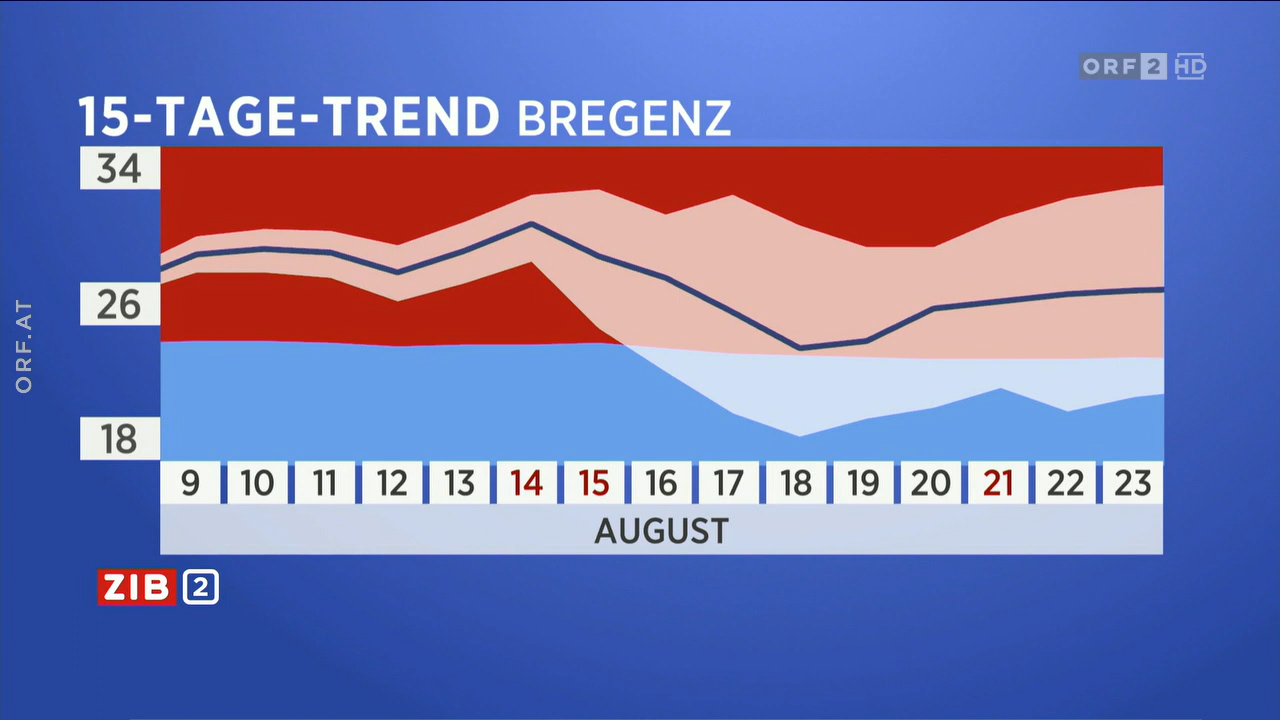 ORF 2 HD
15-TAGE-TREND BREGENZ
34
26
18
9 10 11 12 13 14 15 16 17 18 19 20 21 22 23
AUGUST
ZIB 2
ORF.AT